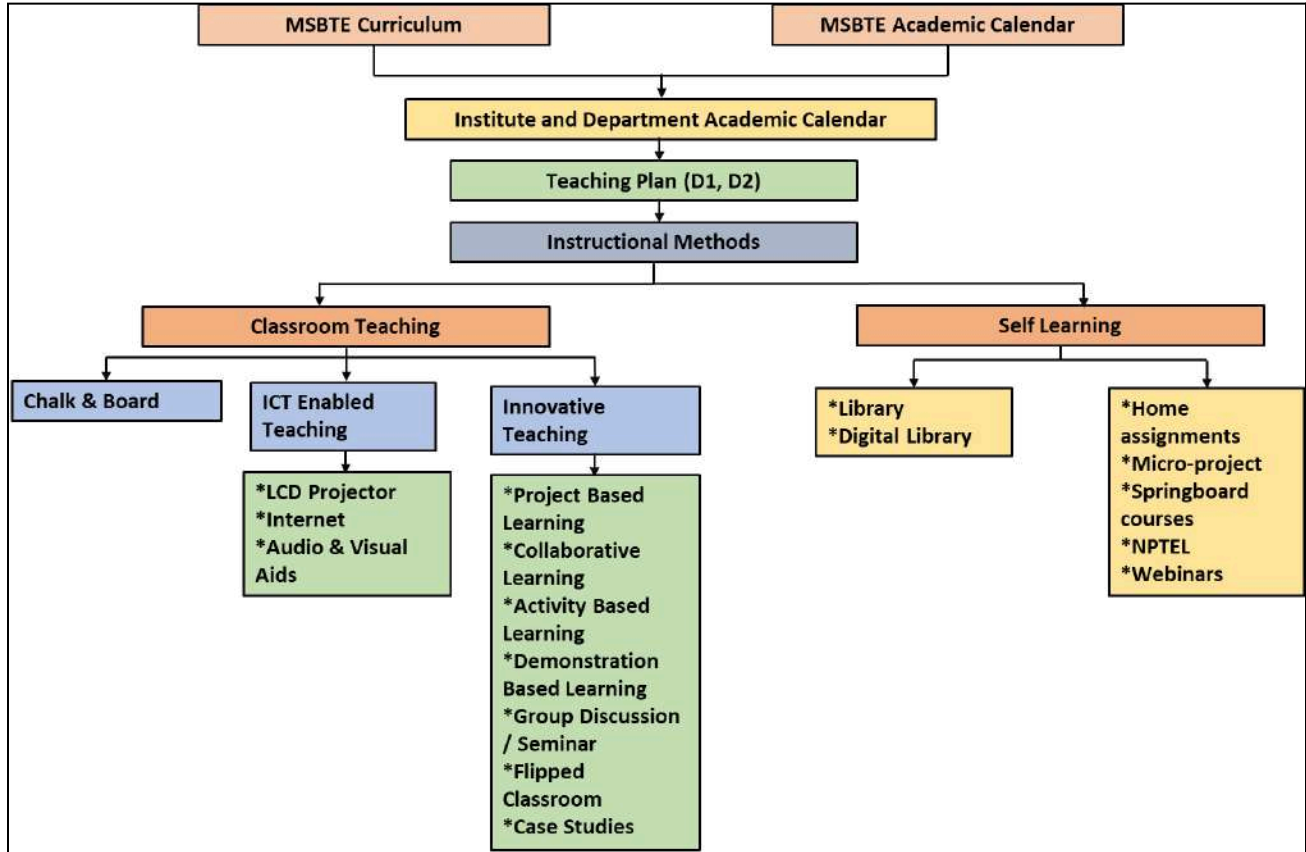 MSBTE Curriculum
MSBTE Academic Calendar
Institute and Department Academic Calendar
Teaching Plan (D1, D2)
Instructional Methods
Classroom Teaching
Self Learning
Chalk & Board
ICT Enabled
Teaching
Innovative
Teaching
*Library
*Digital Library
*Home
assignments
*Micro-project
*Springboard
courses
*NPTEL
*Webinars
*LCD Projector
*Internet
*Audio & Visual
Aids
*Project Based
Learning
*Collaborative
Learning
*Activity Based
Learning
*Demonstration
Based Learning
*Group Discussion
/ Seminar
*Flipped
Classroom
*Case Studies